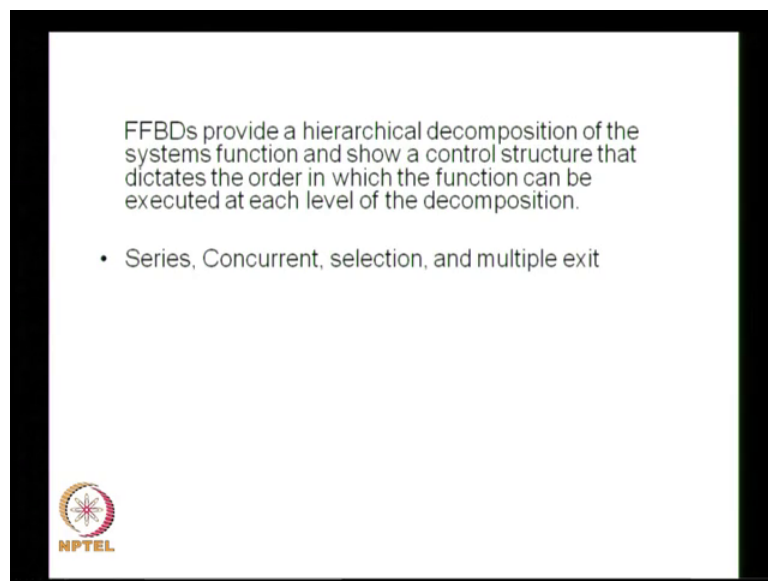 FFBDs provide a hierarchical decomposition of the
systems function and show a control structure that
dictates the order in which the function can be
executed at each level of the decomposition.
• Series, Concurrent, selection, and multiple exit
NPTEL